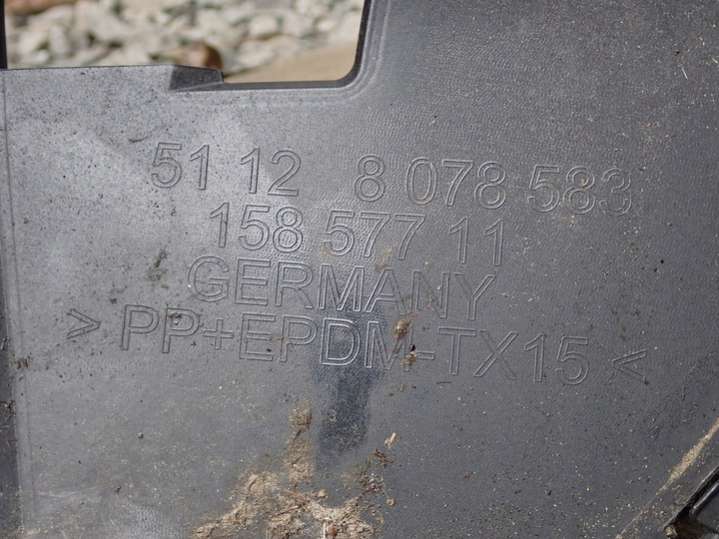 51 12 8 078 583
158 577 11
GERMANY
> PP+EPDM-TX15 <